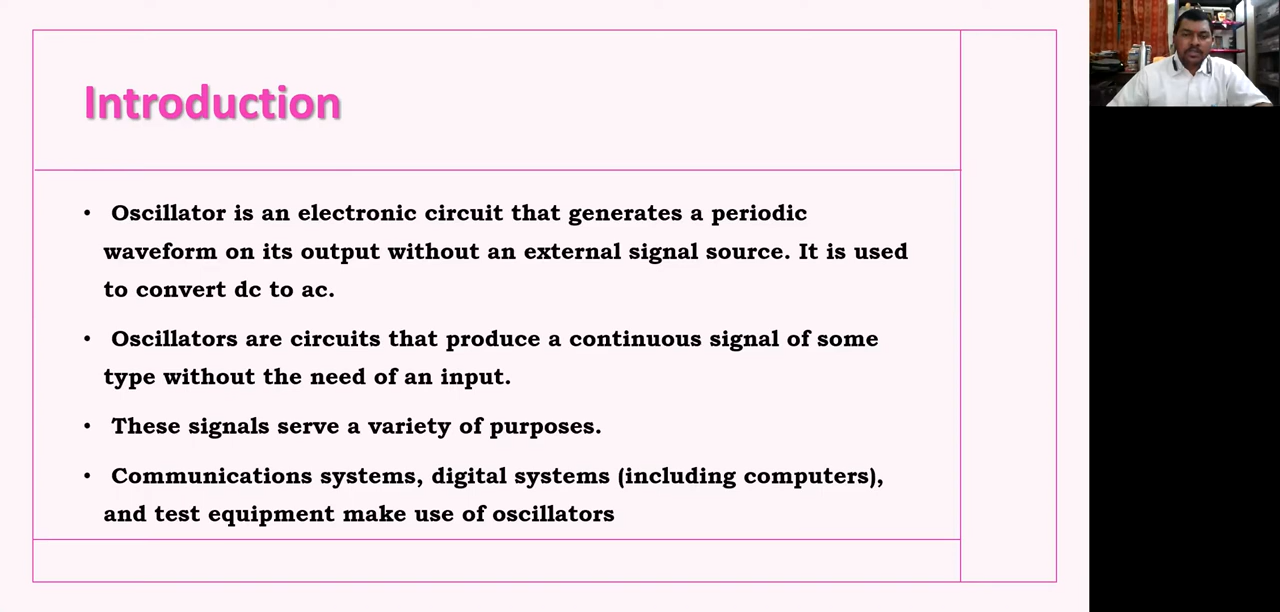 Introduction
• Oscillator is an electronic circuit that generates a periodic
waveform on its output without an external signal source. It is used
to convert dc to ac.
• Oscillators are circuits that produce a continuous signal of some
type without the need of an input.
• These signals serve a variety of purposes.
• Communications systems, digital systems (including computers),
and test equipment make use of oscillators